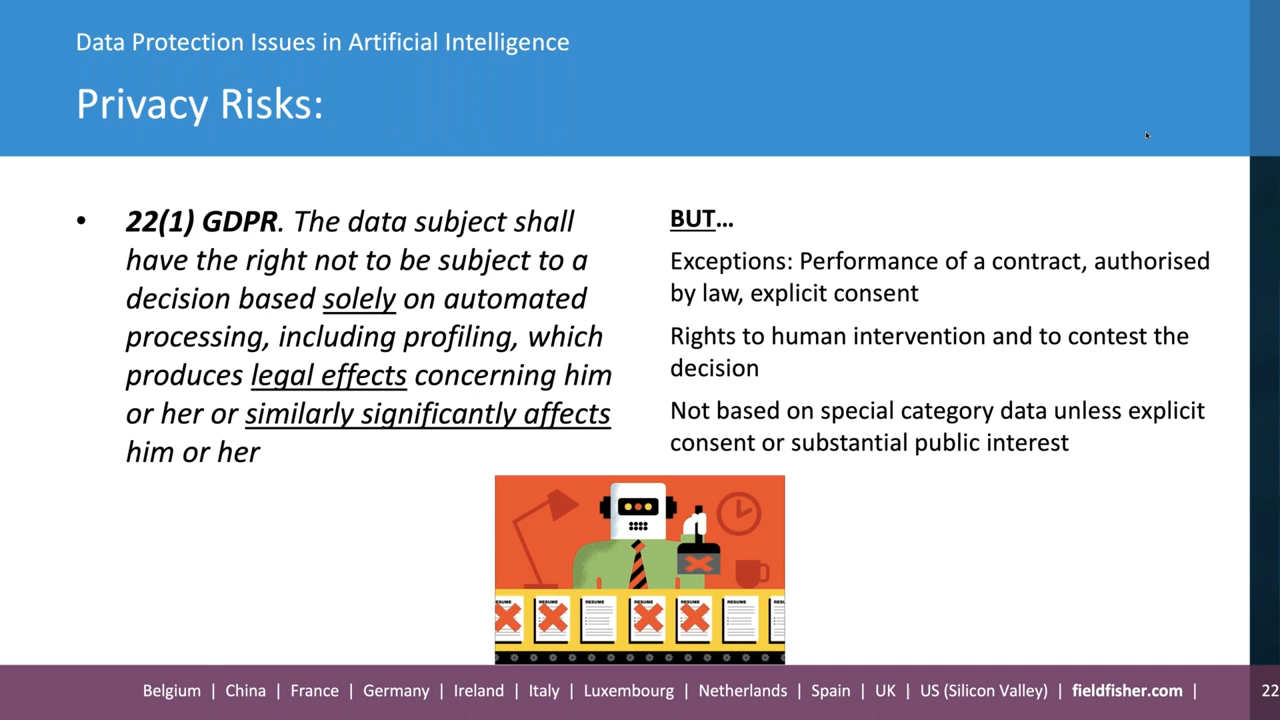 Data Protection Issues in Artificial Intelligence
Privacy Risks:
• 22(1) GDPR. The data subject shall
have the right not to be subject to a
decision based solely on automated
processing, including profiling, which
produces legal effects concerning him
or her or similarly significantly affects
him or her
BUT...
Exceptions: Performance of a contract, authorised
by law, explicit consent
Rights to human intervention and to contest the
decision
Not based on special category data unless explicit
consent or substantial public interest
RESUME RESUME RESUME RESUME RESUME RESUME
Belgium | China | France | Germany | Ireland | Italy | Luxembourg | Netherlands | Spain | UK | US (Silicon Valley) | fieldfisher.com |
22